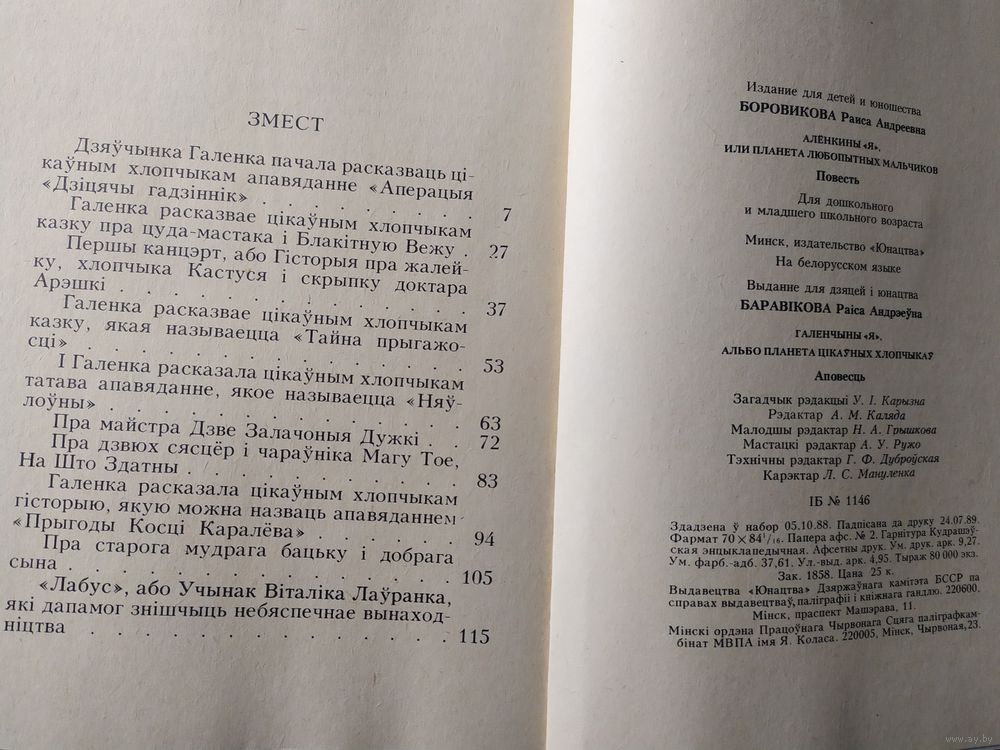 ЗМЕСТ
Дзяўчынка Галенка пачала расказваць ці-
каўным хлопчыкам апавяданне «Аперацыя
«Дзіцячы гадзіннік» . . . . . . . . . 7
Галенка расказвае цікаўным хлопчыкам
казку пра цуда-мастака і Блакітную Вежу . 27
Першы канцэрт, або Гісторыя пра жалей-
ку, хлопчыка Кастуся і скрыпку доктара
Арэшкі . . . . . . . . . . . . 37
Галенка расказвае цікаўным хлопчыкам
казку, якая называецца «Тайна прыгажо-
сці» . . . . . . . . . . . . . 53
І Галенка расказала цікаўным хлопчыкам
татава апавяданне, якое называецца «Няў-
лоўны» . . . . . . . . . . . . 63
Пра майстра Дзве Залачоныя Дужкі . . 72
Пра дзвюх сясцёр і чараўніка Магу Тое,
На Што Здатны . . . . . . . . . 83
Галенка расказала цікаўным хлопчыкам
гісторыю, якую можна назваць апавяданнем
«Прыгоды Косці Каралёва» . . . . . . 94
Пра старога мудрага бацьку і добрага
сына . . . . . . . . . . . . . 105
«Лабус», або Учынак Віталіка Лаўранка,
які дапамог знішчыць небяспечнае вынаход-
ніцтва . . . . . . . . . . . . 115
Издание для детей и юношества
БОРОВИКОВА Раиса Андреевна
АЛЁНКИНЫ «Я»,
ИЛИ ПЛАНЕТА ЛЮБОПЫТНЫХ МАЛЬЧИКОВ
Повесть
Для дошкольного
и младшего школьного возраста
Минск, издательство «Юнацтва»
На белорусском языке
Выданне для дзяцей і юнацтва
БАРАВІКОВА Раіса Андрэеўна
ГАЛЕНЧЫНЫ «Я»,
АЛЬБО ПЛАНЕТА ЦІКАЎНЫХ ХЛОПЧЫКАЎ
Аповесць
Загадчык рэдакцыі У. І. Карызна
Рэдактар А. М. Каляда
Малодшы рэдактар Н. А. Грышкова
Мастацкі рэдактар А. У. Ружо
Тэхнічны рэдактар Г. Ф. Дуброўская
Карэктар Л. С. Мануленка
ІБ № 1146
Здадзена ў набор 05.10.88. Падпісана да друку 24.07.89.
Фармат 70×84¹/₁₆. Папера афс. № 2. Гарнітура Кудрашэў-
ская энцыклапедычная. Афсетны друк. Ум. друк. арк. 9,27.
Ум. фарб.-адб. 37,61. Ул.-выд. арк. 4,95. Тыраж 80 000 экз.
Зак. 1858. Цана 25 к.
Выдавецтва «Юнацтва» Дзяржаўнага камітэта БССР па
справах выдавецтваў, паліграфіі і кніжнага гандлю. 220600,
Мінск, праспект Машэрава, 11.
Мінскі ордэна Працоўнага Чырвонага Сцяга паліграфкам-
бінат МВПА імя Я. Коласа. 220005, Мінск, Чырвоная, 23.
www.ay.by